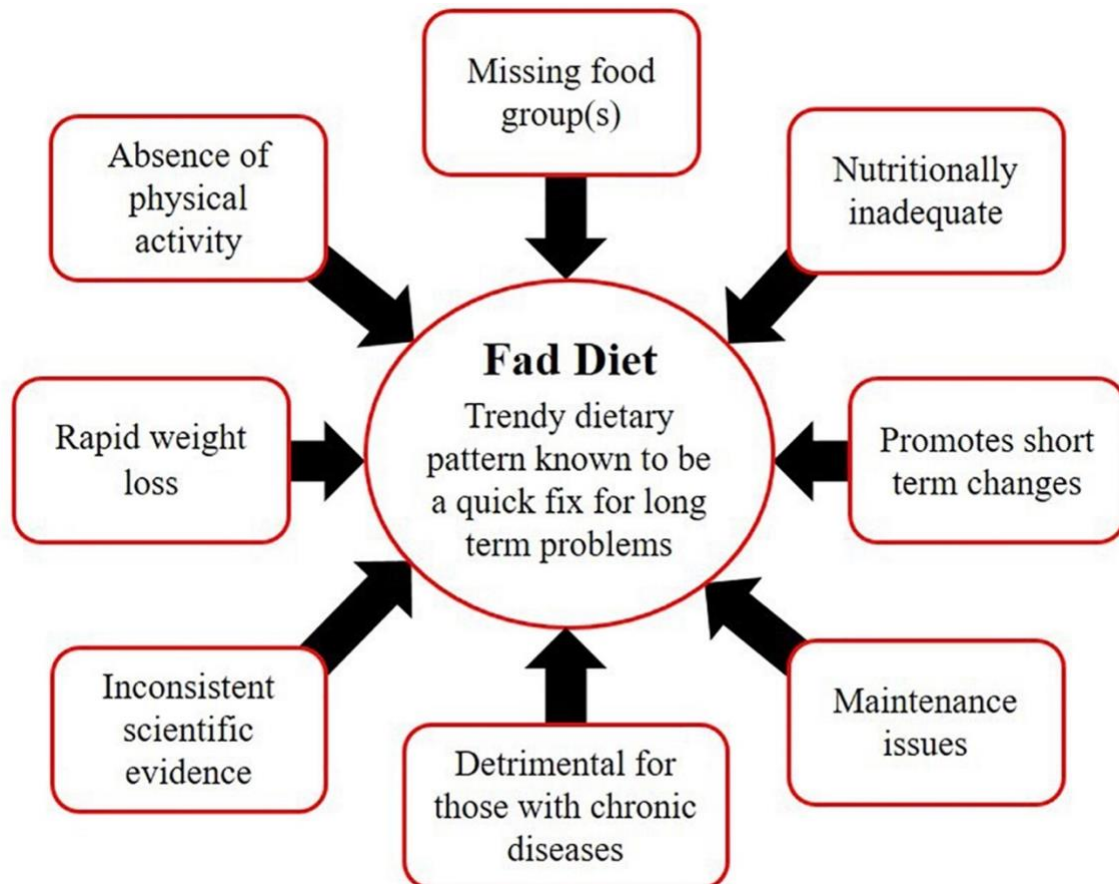 Missing food
group(s)
Absence of
physical
activity
Nutritionally
inadequate
Fad Diet
Trendy dietary
pattern known to be
a quick fix for long
term problems
Rapid weight
loss
Promotes short
term changes
Inconsistent
scientific
evidence
Detrimental for
those with chronic
diseases
Maintenance
issues